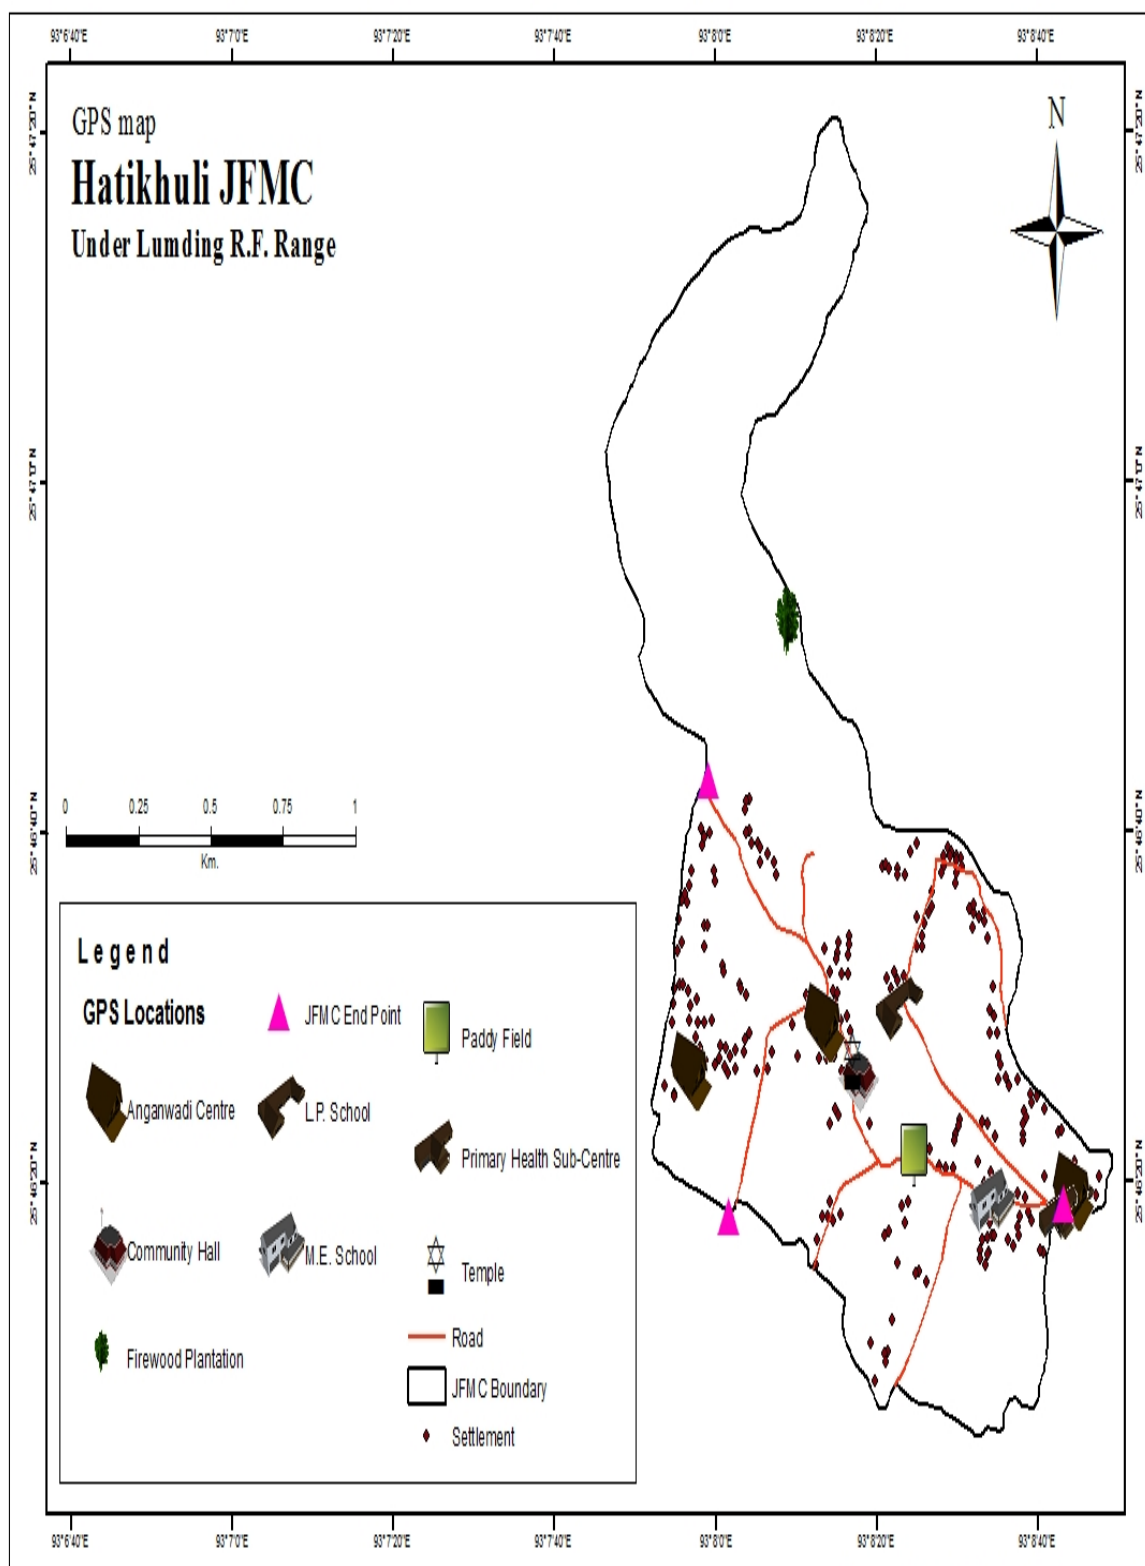 93°6'40"E 93°7'0"E 93°7'20"E 93°7'40"E 93°8'0"E 93°8'20"E 93°8'40"E
GPS map
Hatikhuli JFMC
Under Lumding R.F. Range
N
0 0.25 0.5 0.75 1
Km.
Legend
GPS Locations
JFMC End Point
Paddy Field
Anganwadi Centre
L.P. School
Primary Health Sub-Centre
Community Hall
M.E. School
Temple
Firewood Plantation
Road
JFMC Boundary
Settlement
93°6'40"E 93°7'0"E 93°7'20"E 93°7'40"E 93°8'0"E 93°8'20"E 93°8'40"E